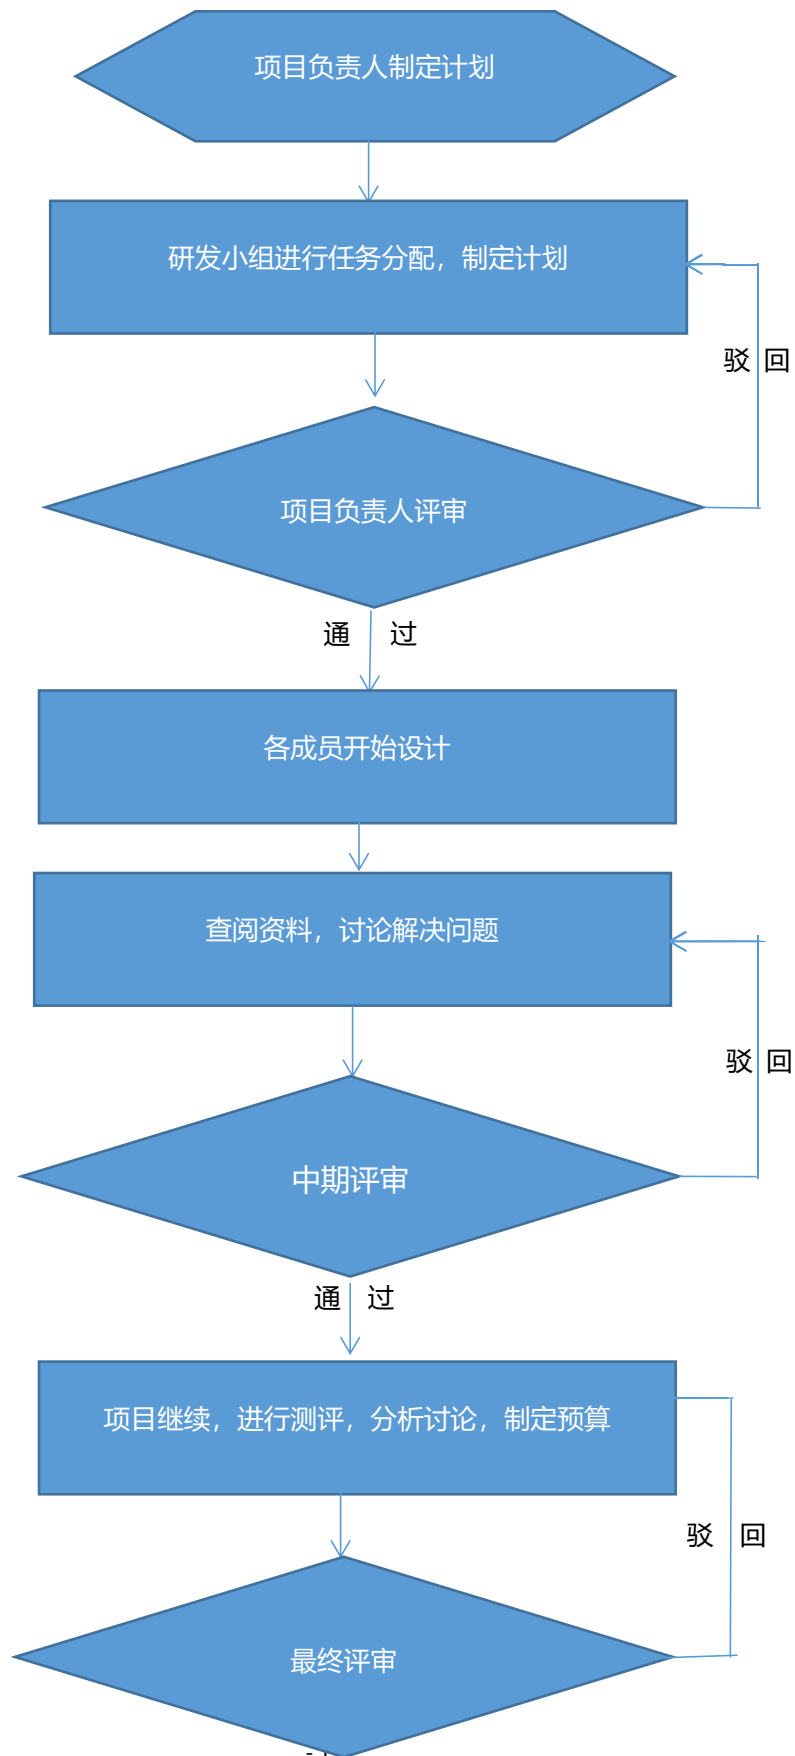 项目负责人制定计划
研发小组进行任务分配，制定计划
驳 回
项目负责人评审
通 过
各成员开始设计
查阅资料，讨论解决问题
驳 回
中期评审
通 过
项目继续，进行测评，分析讨论，制定预算
驳 回
最终评审